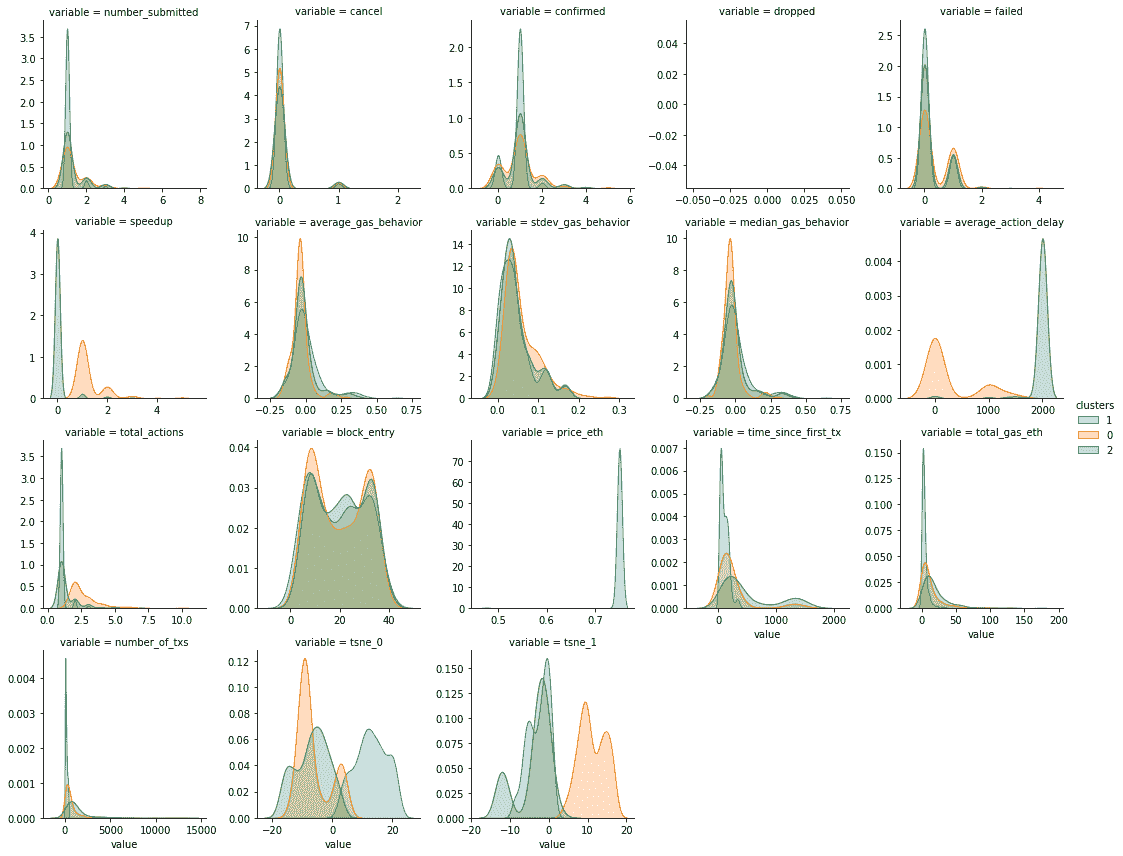 variable = number_submitted
variable = cancel
variable = confirmed
variable = dropped
variable = failed
3.5
3.0
2.5
2.0
1.5
1.0
0.5
0.0
0 2 4 6 8
7
6
5
4
3
2
1
0
0 1 2
2.0
1.5
1.0
0.5
0.0
0 2 4 6
0.04
0.02
0.00
−0.02
−0.04
−0.050 −0.025 0.000 0.025 0.050
2.5
2.0
1.5
1.0
0.5
0.0
0 2 4
variable = speedup
variable = average_gas_behavior
variable = stdev_gas_behavior
variable = median_gas_behavior
variable = average_action_delay
4
3
2
1
0
0 2 4
10
8
6
4
2
0
−0.25 0.00 0.25 0.50 0.75
14
12
10
8
6
4
2
0
0.0 0.1 0.2 0.3
10
8
6
4
2
0
−0.25 0.00 0.25 0.50 0.75
0.004
0.003
0.002
0.001
0.000
0 1000 2000
clusters
1
0
2
variable = total_actions
variable = block_entry
variable = price_eth
variable = time_since_first_tx
variable = total_gas_eth
3.5
3.0
2.5
2.0
1.5
1.0
0.5
0.0
0.0 2.5 5.0 7.5 10.0
0.04
0.03
0.02
0.01
0.00
0 20 40
70
60
50
40
30
20
10
0
0.5 0.6 0.7
0.007
0.006
0.005
0.004
0.003
0.002
0.001
0.000
0 1000 2000
value
0.150
0.125
0.100
0.075
0.050
0.025
0.000
0 50 100 150 200
value
variable = number_of_txs
variable = tsne_0
variable = tsne_1
0.004
0.003
0.002
0.001
0.000
0 5000 10000 15000
value
0.12
0.10
0.08
0.06
0.04
0.02
0.00
−20 0 20
value
0.150
0.125
0.100
0.075
0.050
0.025
0.000
−20 −10 0 10 20
value